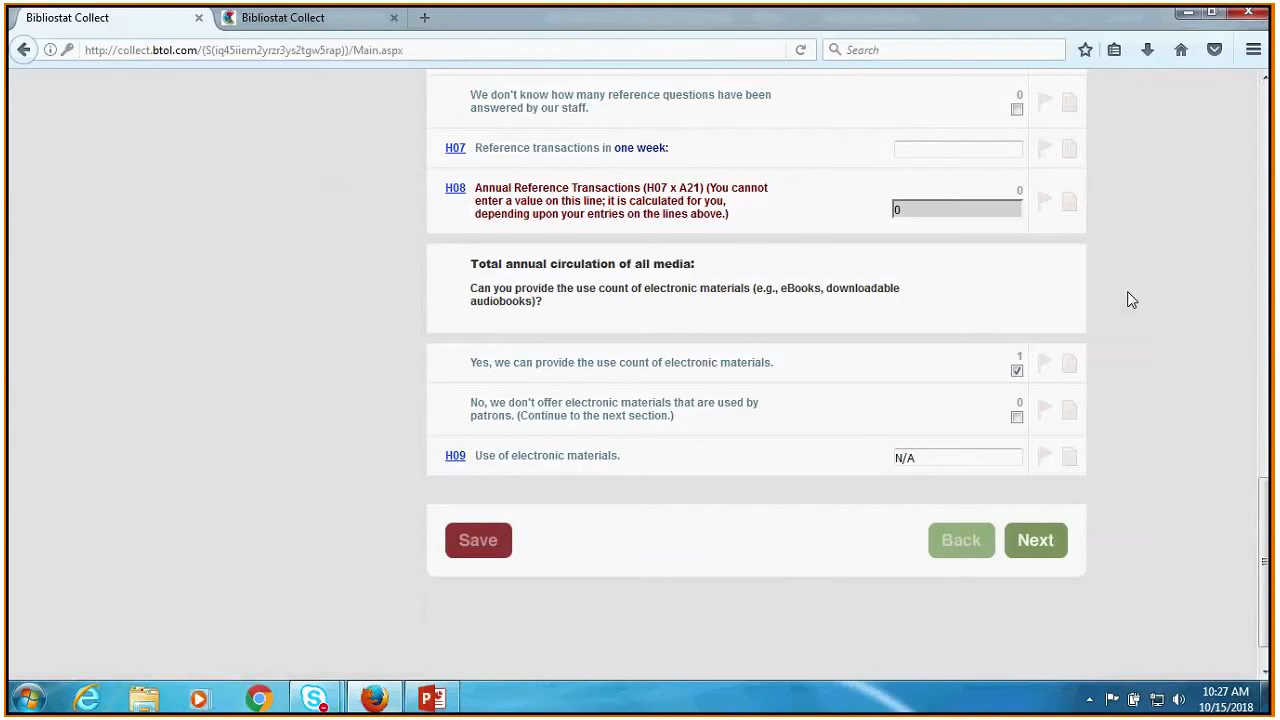 Bibliostat Collect
Bibliostat Collect
http://collect.btol.com/(S(iq45iiem2yrzr3ys2tgw5rap))/Main.aspx
Search
We don't know how many reference questions have been
answered by our staff.
0
H07 Reference transactions in one week:
H08 Annual Reference Transactions (H07 x A21) (You cannot
enter a value on this line; it is calculated for you,
depending upon your entries on the lines above.)
0
0
Total annual circulation of all media:
Can you provide the use count of electronic materials (e.g., eBooks, downloadable
audiobooks)?
Yes, we can provide the use count of electronic materials.
1
No, we don't offer electronic materials that are used by
patrons. (Continue to the next section.)
0
H09 Use of electronic materials.
N/A
Save
Back
Next
10:27 AM
10/15/2018